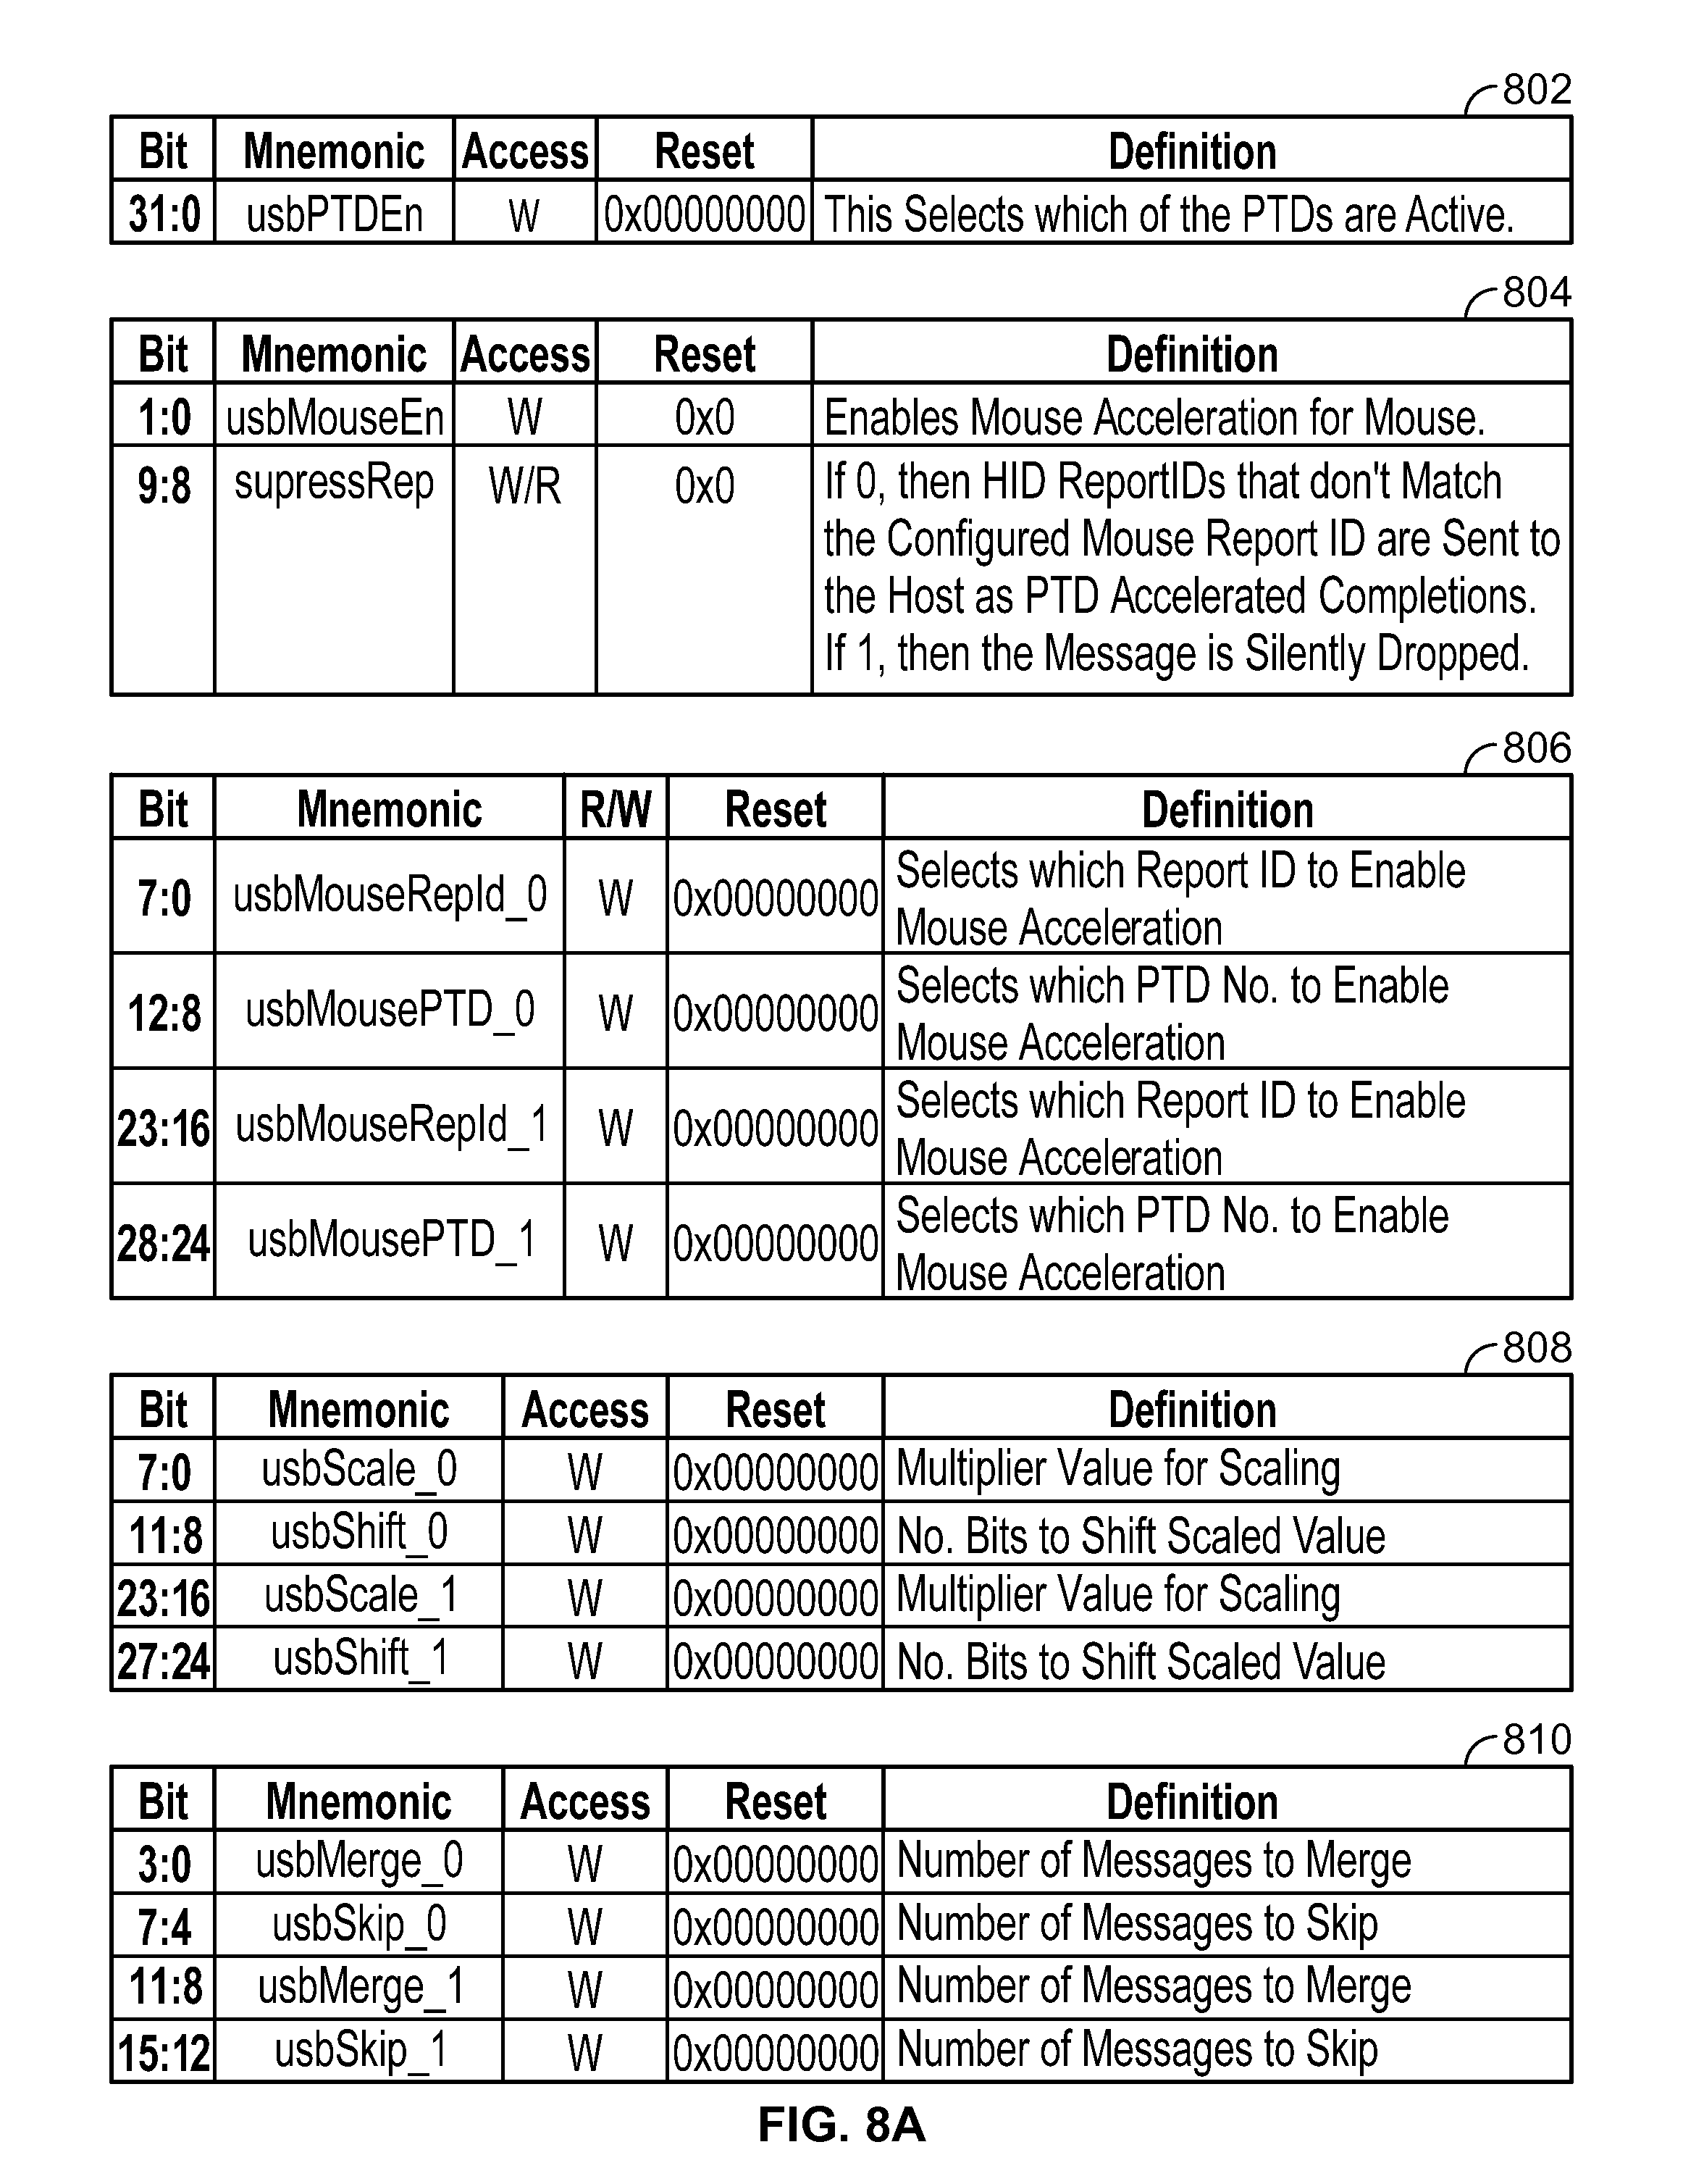 802
Bit Mnemonic Access Reset Definition
31:0 usbPTDEn W 0x00000000 This Selects which of the PTDs are Active.
804
Bit Mnemonic Access Reset Definition
1:0 usbMouseEn W 0x0 Enables Mouse Acceleration for Mouse.
9:8 supressRep W/R 0x0 If 0, then HID ReportIDs that don't Match
the Configured Mouse Report ID are Sent to
the Host as PTD Accelerated Completions.
If 1, then the Message is Silently Dropped.
806
Bit Mnemonic R/W Reset Definition
7:0 usbMouseRepId_0 W 0x00000000 Selects which Report ID to Enable
Mouse Acceleration
12:8 usbMousePTD_0 W 0x00000000 Selects which PTD No. to Enable
Mouse Acceleration
23:16 usbMouseRepId_1 W 0x00000000 Selects which Report ID to Enable
Mouse Acceleration
28:24 usbMousePTD_1 W 0x00000000 Selects which PTD No. to Enable
Mouse Acceleration
808
Bit Mnemonic Access Reset Definition
7:0 usbScale_0 W 0x00000000 Multiplier Value for Scaling
11:8 usbShift_0 W 0x00000000 No. Bits to Shift Scaled Value
23:16 usbScale_1 W 0x00000000 Multiplier Value for Scaling
27:24 usbShift_1 W 0x00000000 No. Bits to Shift Scaled Value
810
Bit Mnemonic Access Reset Definition
3:0 usbMerge_0 W 0x00000000 Number of Messages to Merge
7:4 usbSkip_0 W 0x00000000 Number of Messages to Skip
11:8 usbMerge_1 W 0x00000000 Number of Messages to Merge
15:12 usbSkip_1 W 0x00000000 Number of Messages to Skip
FIG. 8A